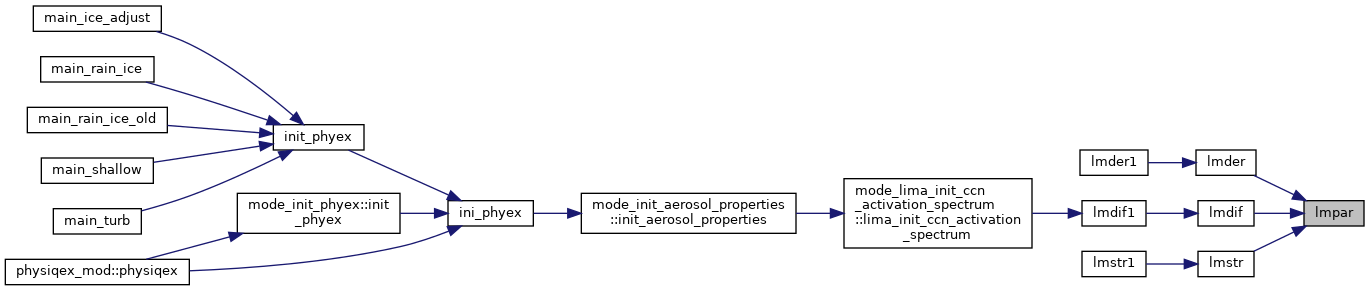 main_ice_adjust
main_rain_ice
main_rain_ice_old
main_shallow
main_turb
init_phyex
mode_init_phyex::init
_phyex
physiqex_mod::physiqex
ini_phyex
mode_init_aerosol_properties
::init_aerosol_properties
mode_lima_init_ccn
_activation_spectrum
::lima_init_ccn_activation
_spectrum
lmder1
lmdif1
lmstr1
lmder
lmdif
lmstr
lmpar